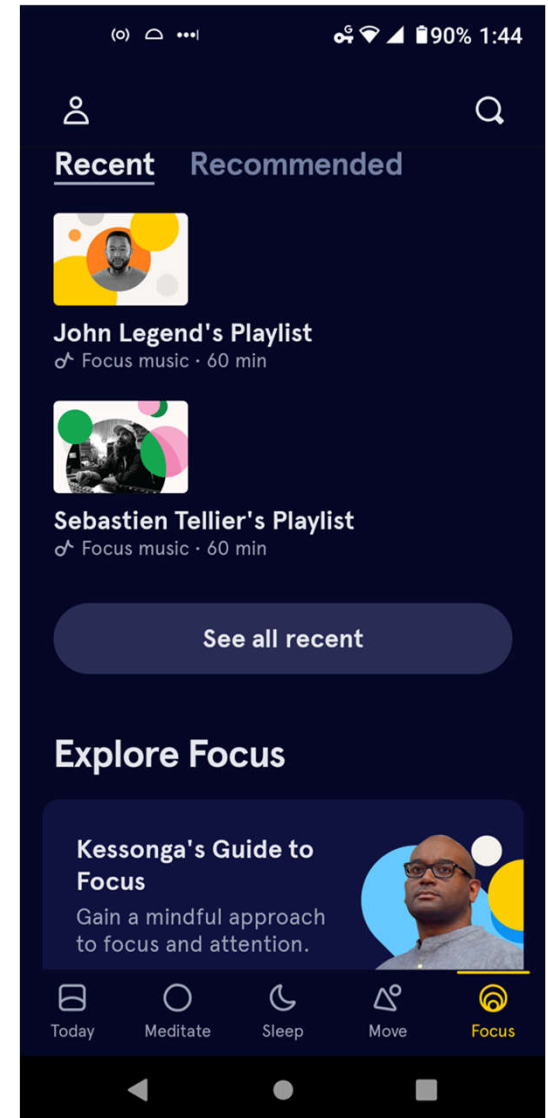 90% 1:44
Recent Recommended
John Legend's Playlist
Focus music · 60 min
Sebastien Tellier's Playlist
Focus music · 60 min
See all recent
Explore Focus
Kessonga's Guide to
Focus
Gain a mindful approach
to focus and attention.
Today Meditate Sleep Move Focus